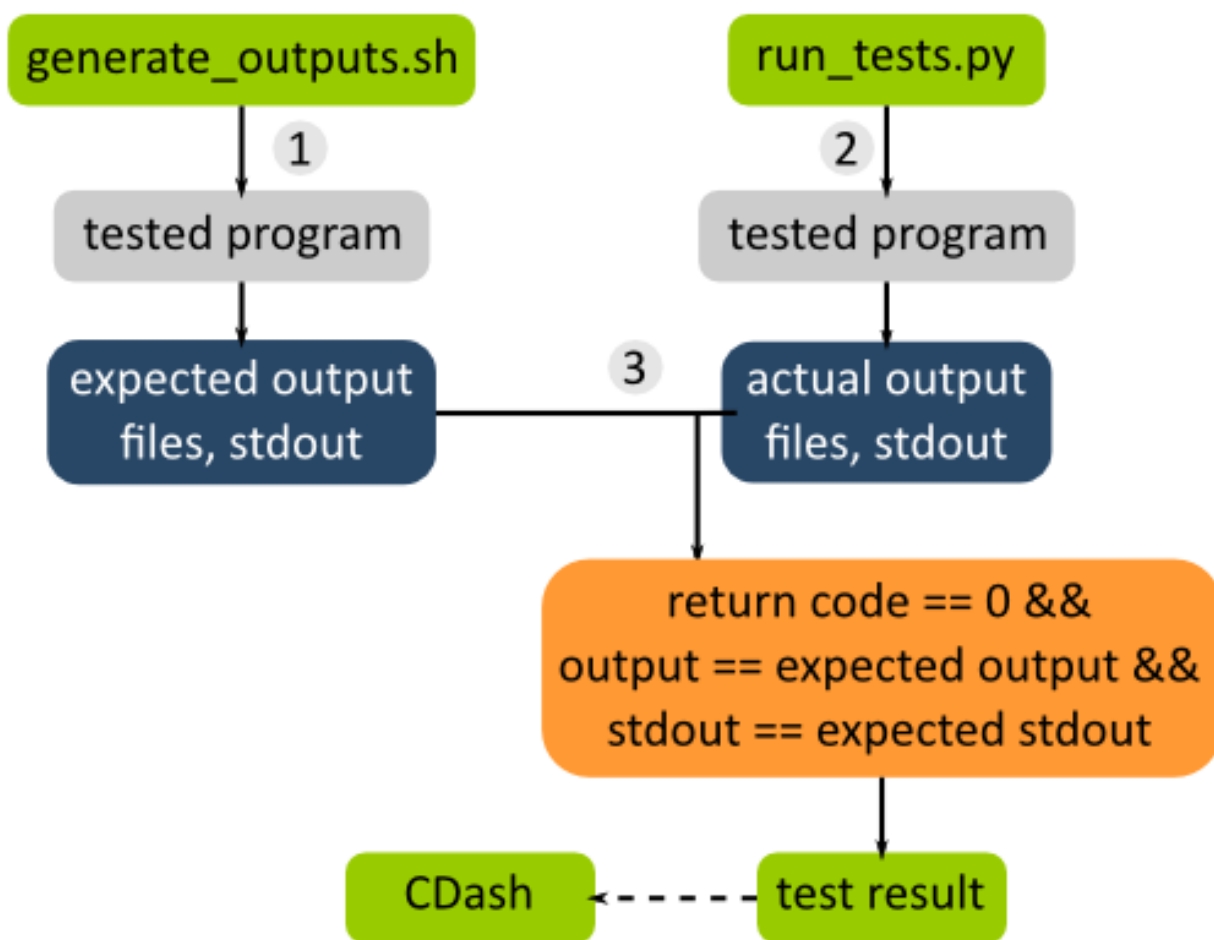 generate_outputs.sh
run_tests.py
1
2
tested program
tested program
expected output
files, stdout
3
actual output
files, stdout
return code == 0 &&
output == expected output &&
stdout == expected stdout
CDash
test result